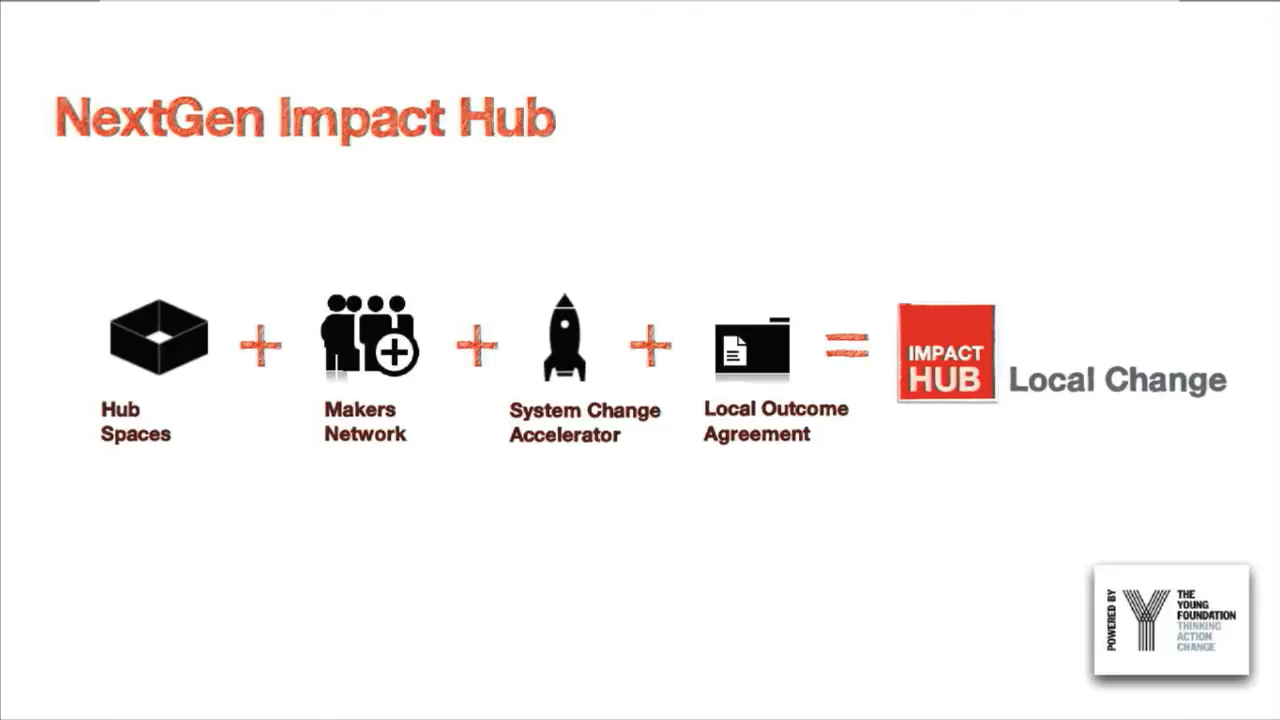 NextGen Impact Hub
+
+
+
=
IMPACT
HUB
Local Change
Hub
Spaces
Makers
Network
System Change
Accelerator
Local Outcome
Agreement
POWERED BY
THE
YOUNG
FOUNDATION
THINKING
ACTION
CHANGE